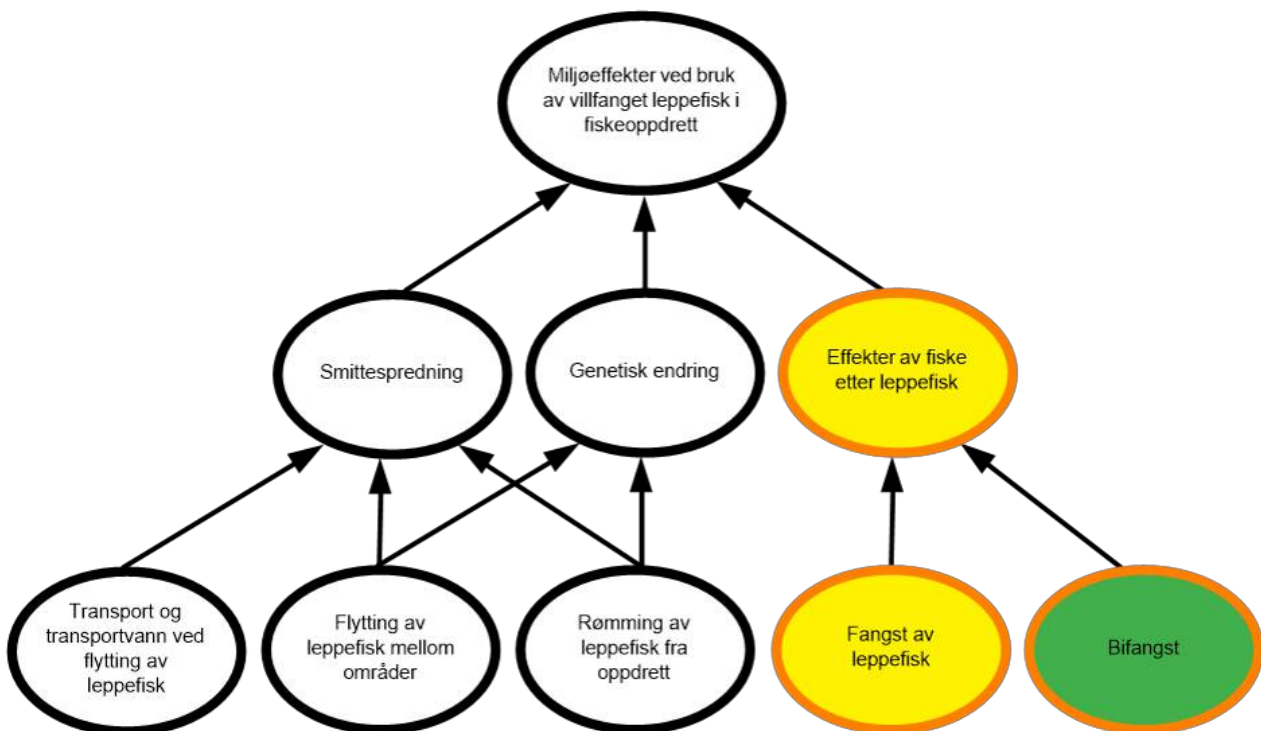 Miljøeffekter ved bruk
av villfanget leppefisk i
fiskeoppdrett
Smittespredning
Genetisk endring
Effekter av fiske
etter leppefisk
Transport og
transportvann ved
flytting av
leppefisk
Flytting av
leppefisk mellom
områder
Rømming av
leppefisk fra
oppdrett
Fangst av
leppefisk
Bifangst